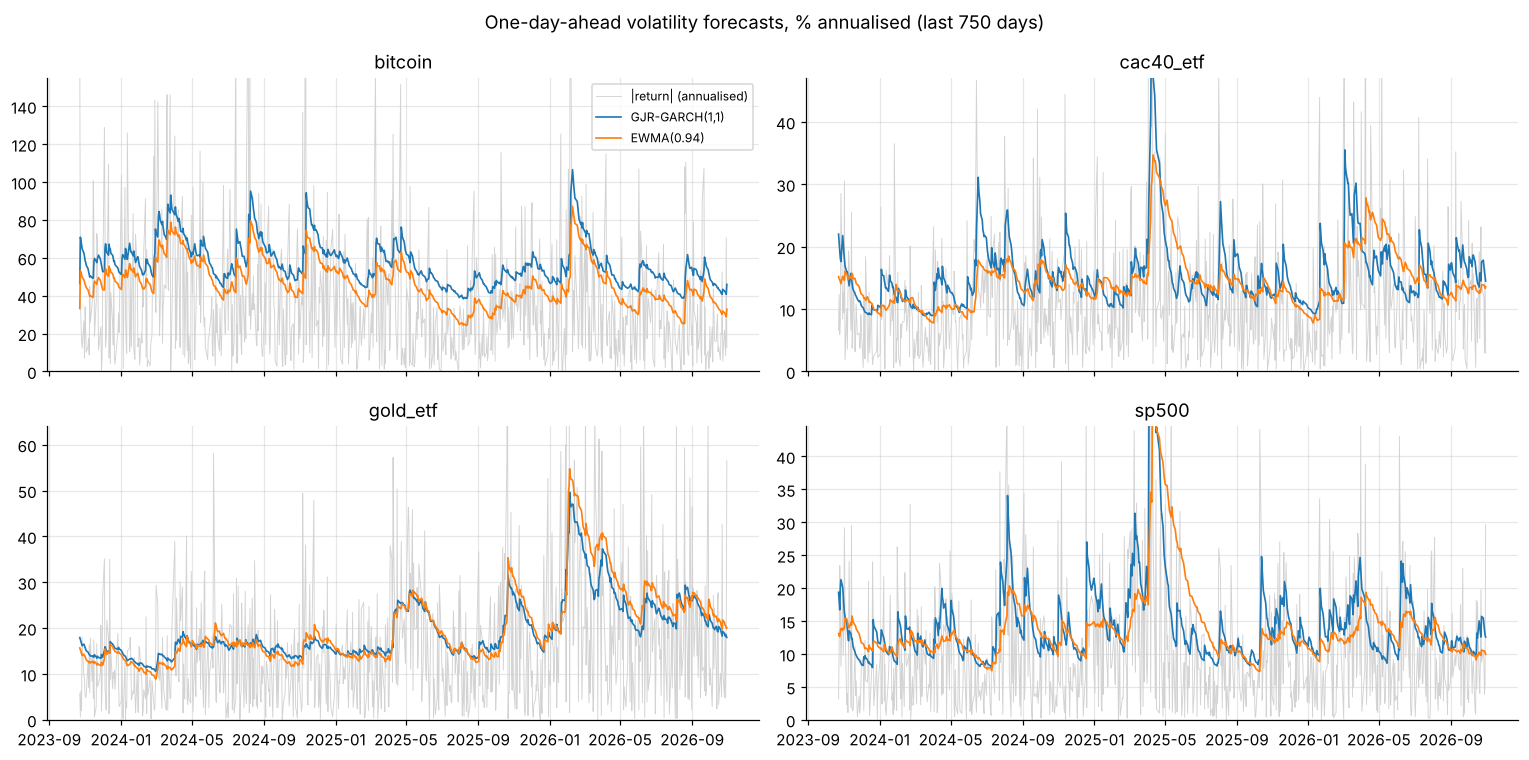 One-day-ahead volatility forecasts, % annualised (last 750 days)
bitcoin
140
120
100
80
60
40
20
0
|return| (annualised)
GJR-GARCH(1,1)
EWMA(0.94)
cac40_etf
40
30
20
10
0
gold_etf
60
50
40
30
20
10
0
2023-09 2024-01 2024-05 2024-09 2025-01 2025-05 2025-09 2026-01 2026-05 2026-09
sp500
40
35
30
25
20
15
10
5
0
2023-09 2024-01 2024-05 2024-09 2025-01 2025-05 2025-09 2026-01 2026-05 2026-09